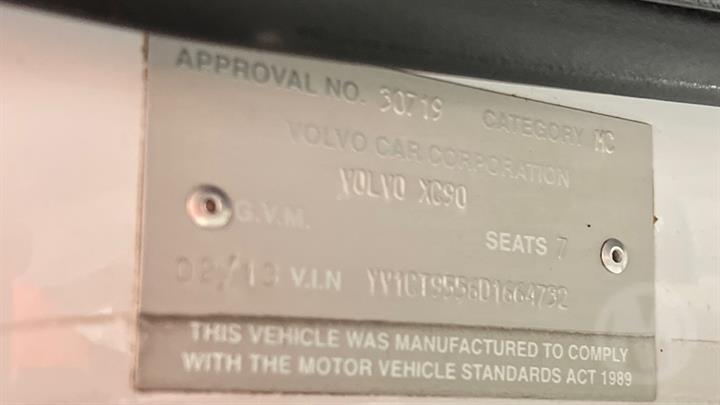 APPROVAL NO. 30719 CATEGORY MC
VOLVO CAR CORPORATION
VOLVO XC90
G.V.M. SEATS 7
02/13 V.I.N YV1CT9556D1664732
THIS VEHICLE WAS MANUFACTURED TO COMPLY
WITH THE MOTOR VEHICLE STANDARDS ACT 1989